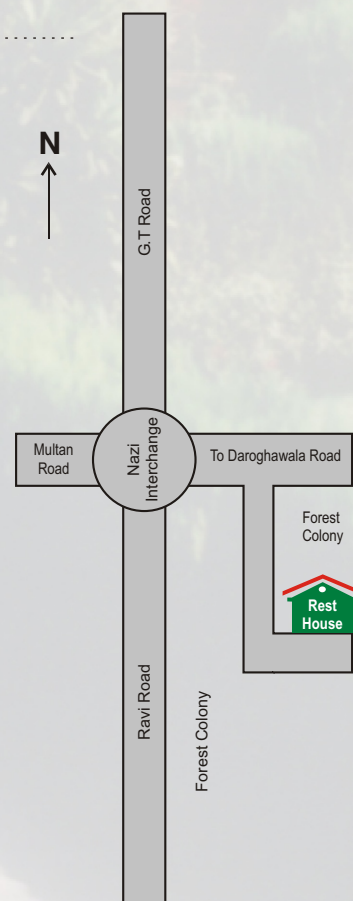 N
G.T Road
Multan
Road
Nazi
Interchange
To Daroghawala Road
Forest
Colony
Rest
House
Ravi Road
Forest Colony